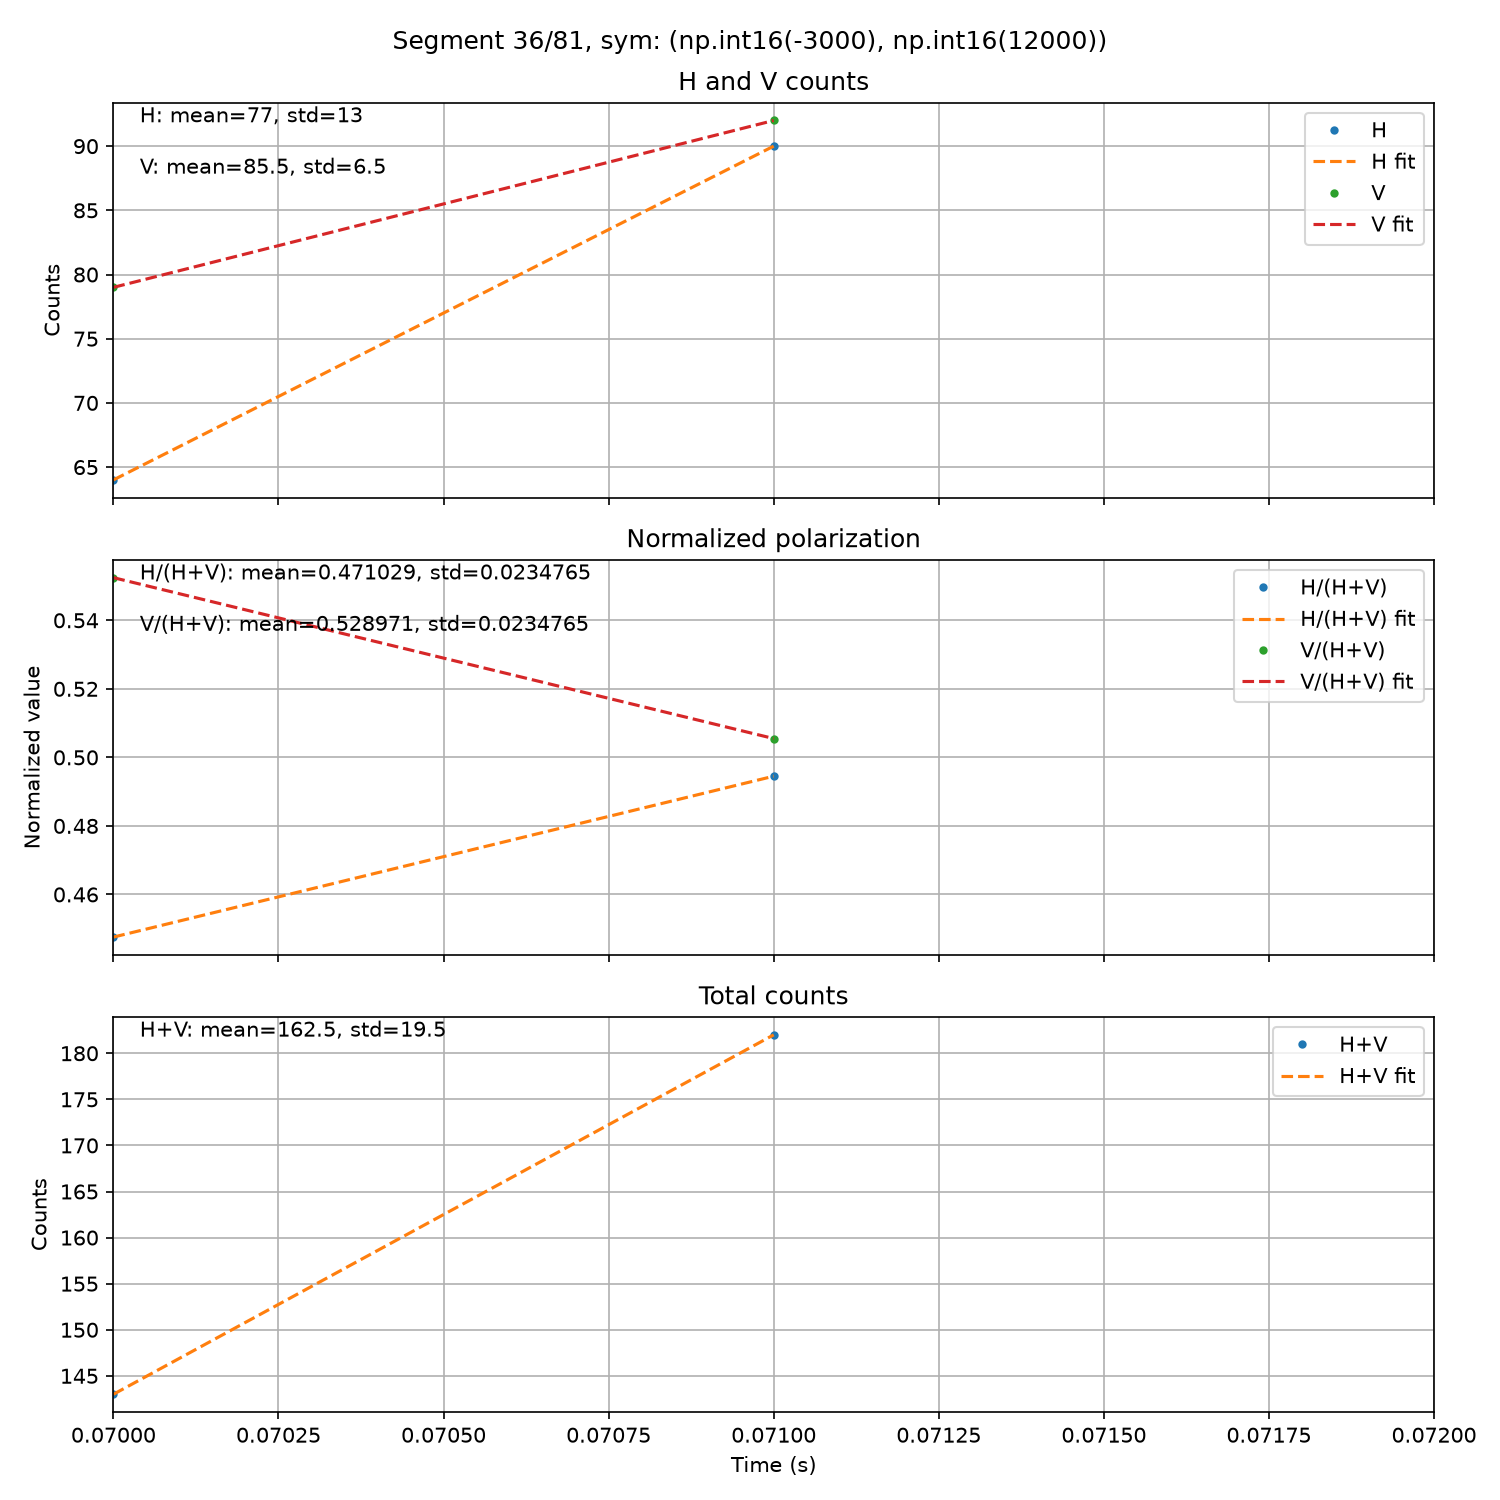 Segment 36/81, sym: (np.int16(-3000), np.int16(12000))
H and V counts
H: mean=77, std=13
V: mean=85.5, std=6.5
H
H fit
V
V fit
90
85
80
75
70
65
Counts
Normalized polarization
H/(H+V): mean=0.471029, std=0.0234765
V/(H+V): mean=0.528971, std=0.0234765
H/(H+V)
H/(H+V) fit
V/(H+V)
V/(H+V) fit
0.54
0.52
0.50
0.48
0.46
Normalized value
Total counts
H+V: mean=162.5, std=19.5
H+V
H+V fit
180
175
170
165
160
155
150
145
Counts
0.07000 0.07025 0.07050 0.07075 0.07100 0.07125 0.07150 0.07175 0.07200
Time (s)